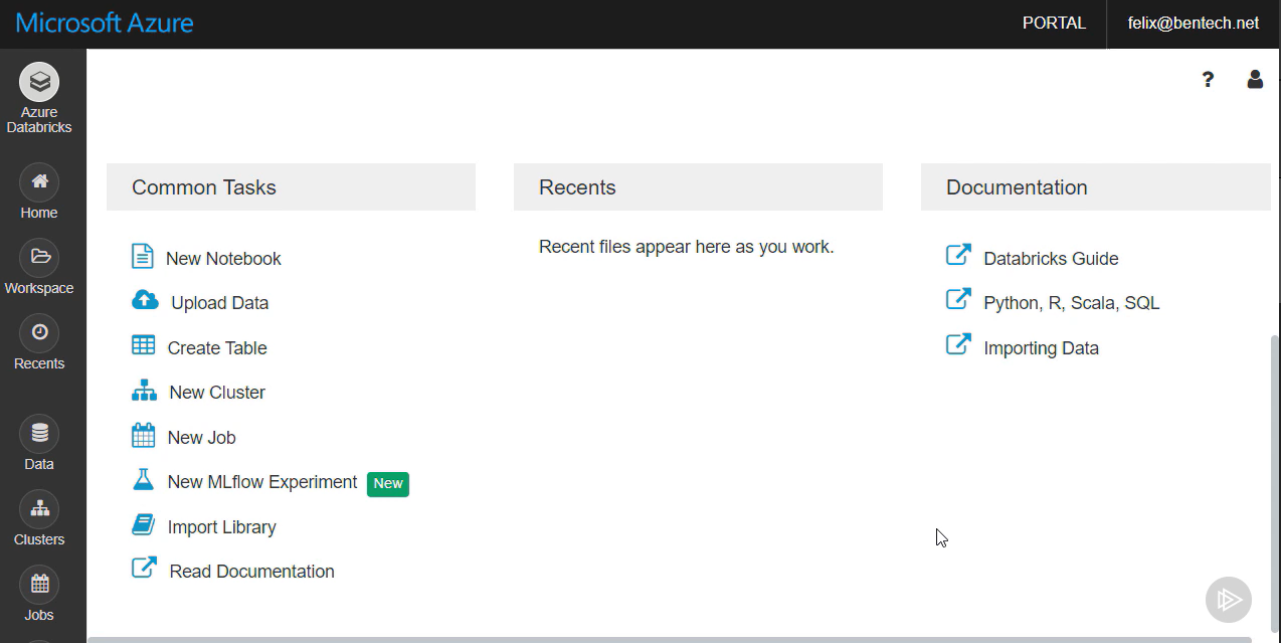 Microsoft Azure
PORTAL
felix@bentech.net
?
Azure
Databricks
Home
Workspace
Recents
Data
Clusters
Jobs
Common Tasks
New Notebook
Upload Data
Create Table
New Cluster
New Job
New MLflow Experiment New
Import Library
Read Documentation
Recents
Recent files appear here as you work.
Documentation
Databricks Guide
Python, R, Scala, SQL
Importing Data